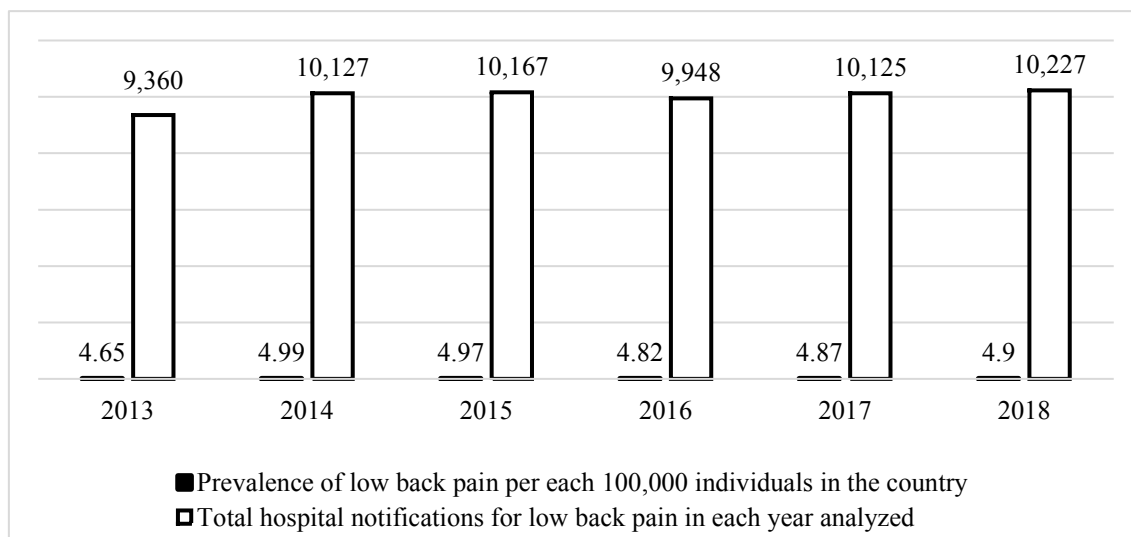 9,360 10,127 10,167 9,948 10,125 10,227
4.65 4.99 4.97 4.82 4.87 4.9
2013 2014 2015 2016 2017 2018
Prevalence of low back pain per each 100,000 individuals in the country
Total hospital notifications for low back pain in each year analyzed